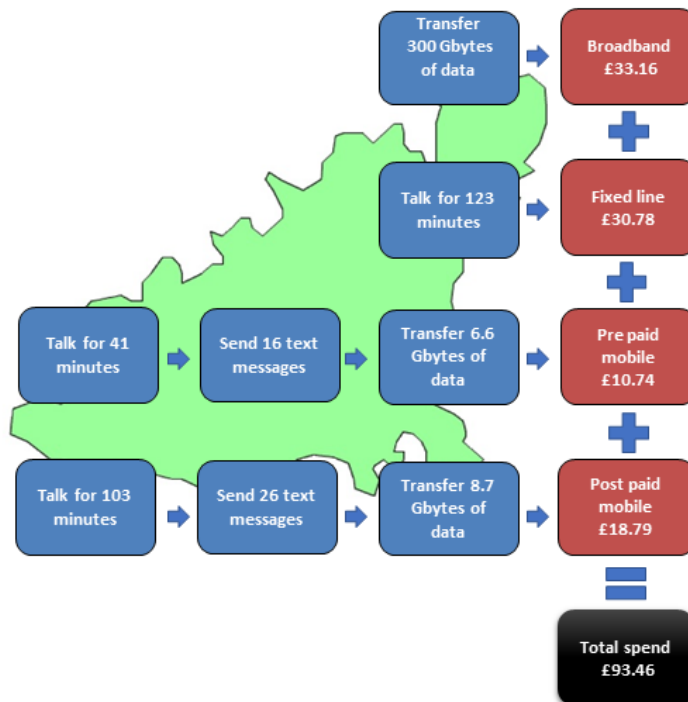 Transfer
300 Gbytes
of data
Broadband
£33.16
Talk for 123
minutes
Fixed line
£30.78
Talk for 41
minutes
Send 16 text
messages
Transfer 6.6
Gbytes of
data
Pre paid
mobile
£10.74
Talk for 103
minutes
Send 26 text
messages
Transfer 8.7
Gbytes of
data
Post paid
mobile
£18.79
Total spend
£93.46